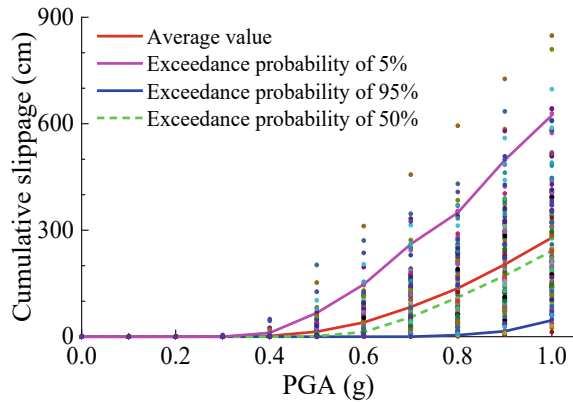 900
600
300
0
Cumulative slippage (cm)
Average value
Exceedance probability of 5%
Exceedance probability of 95%
Exceedance probability of 50%
0.0 0.2 0.4 0.6 0.8 1.0
PGA (g)